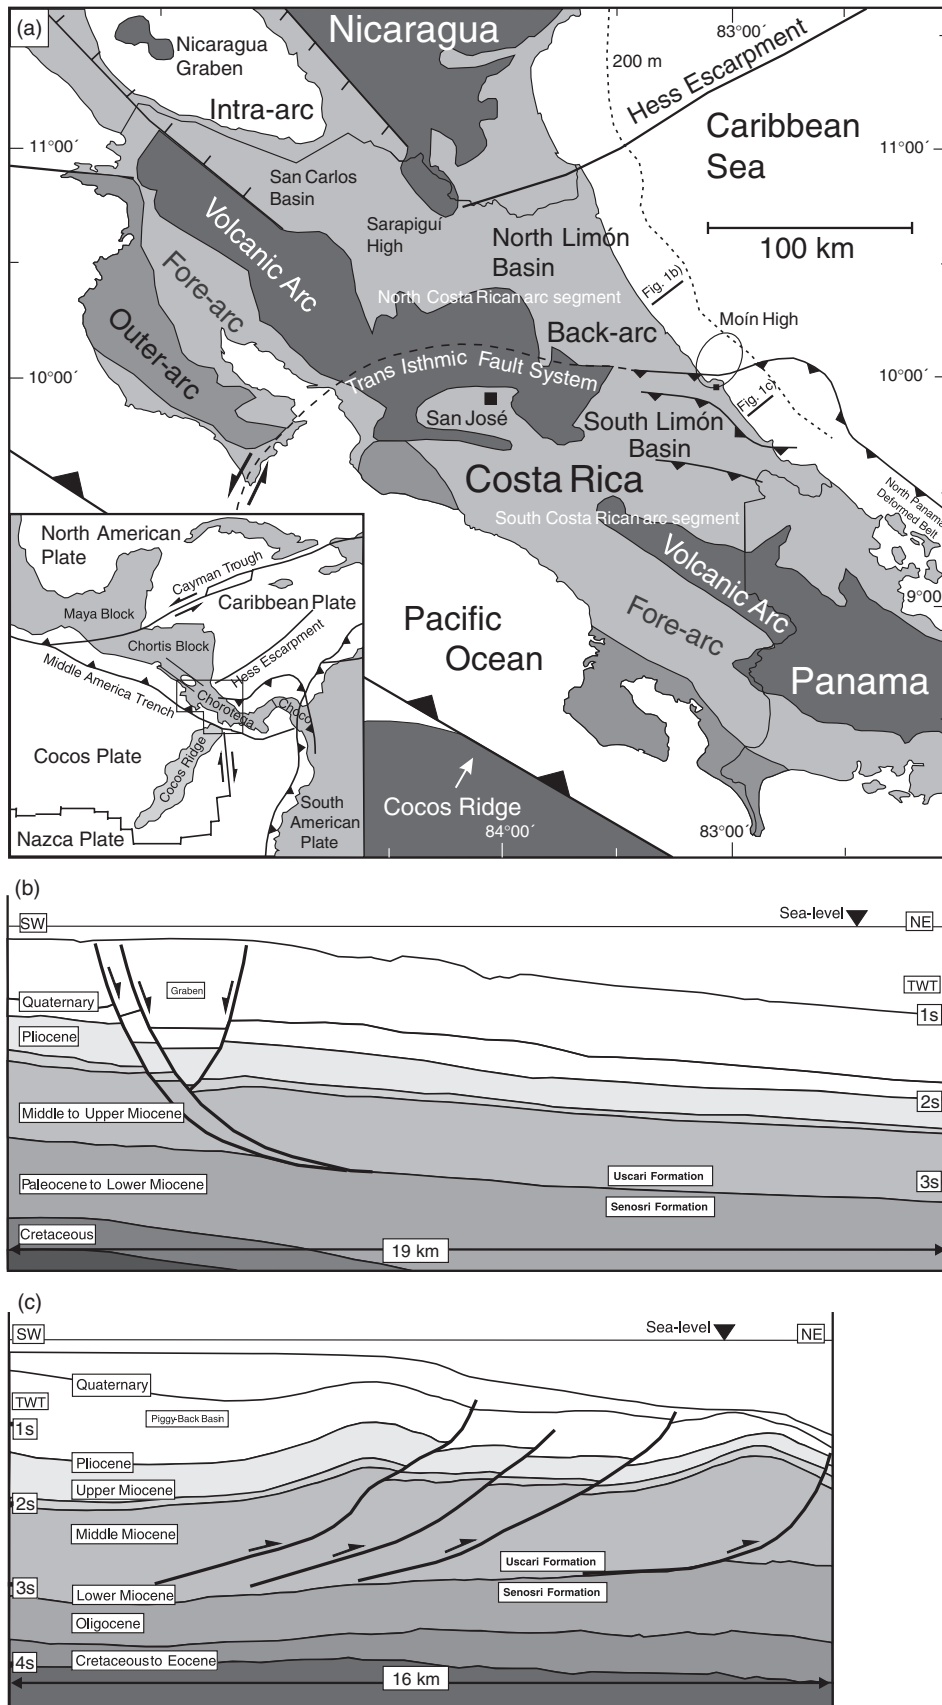 (a)
Nicaragua
Nicaragua
Graben
Intra-arc
200 m
Hess Escarpment
83°00´
Caribbean
Sea
11°00´
11°00´
San Carlos
Basin
Volcanic Arc
Sarapiguí
High
North Limón
Basin
100 km
Fore-arc
North Costa Rican arc segment
Fig. 1b)
Outer-arc
Back-arc
Moín High
10°00´
10°00´
Trans Isthmic Fault System
San José
Fig. 1c)
South Limón
Basin
Costa Rica
North Panama
Deformed Belt
South Costa Rican arc segment
Volcanic Arc
9°00´
Fore-arc
Pacific
Ocean
Panama
Cocos Ridge
84°00´
83°00´
North American
Plate
Cayman Trough
Caribbean Plate
Maya Block
Chortis Block
Hess Escarpment
Middle America Trench
Chorotega
Choco
Cocos Plate
Cocos Ridge
South
American
Plate
Nazca Plate
(b)
SW
Sea-level
NE
Graben
TWT
Quaternary
1s
Pliocene
2s
Middle to Upper Miocene
Uscari Formation
3s
Paleocene to Lower Miocene
Senosri Formation
Cretaceous
19 km
(c)
SW
Sea-level
NE
Quaternary
TWT
Piggy-Back Basin
1s
Pliocene
Upper Miocene
2s
Middle Miocene
Uscari Formation
3s
Lower Miocene
Senosri Formation
Oligocene
4s
Cretaceous to Eocene
16 km